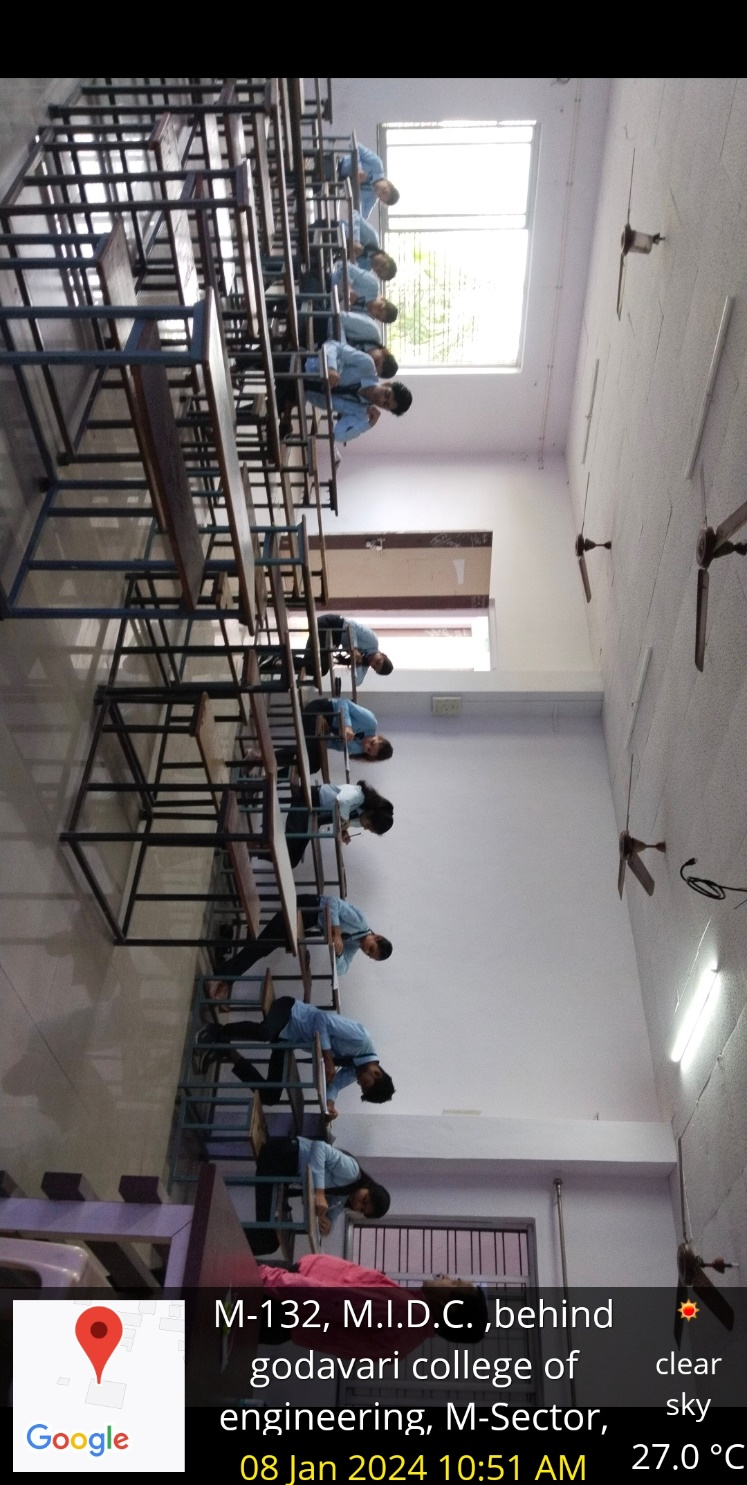 M-132, M.I.D.C. ,behind
godavari college of
engineering, M-Sector,
08 Jan 2024 10:51 AM
Google
clear
sky
27.0 °C